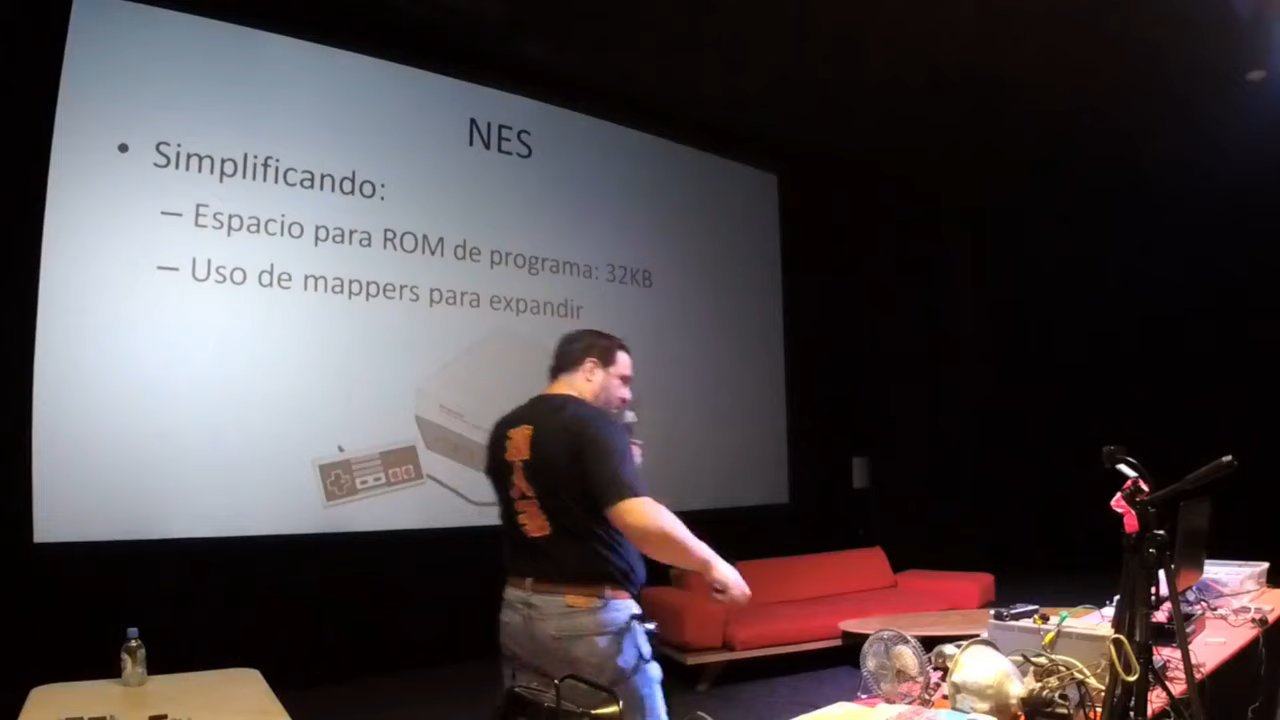 NES
• Simplificando:
– Espacio para ROM de programa: 32KB
– Uso de mappers para expandir